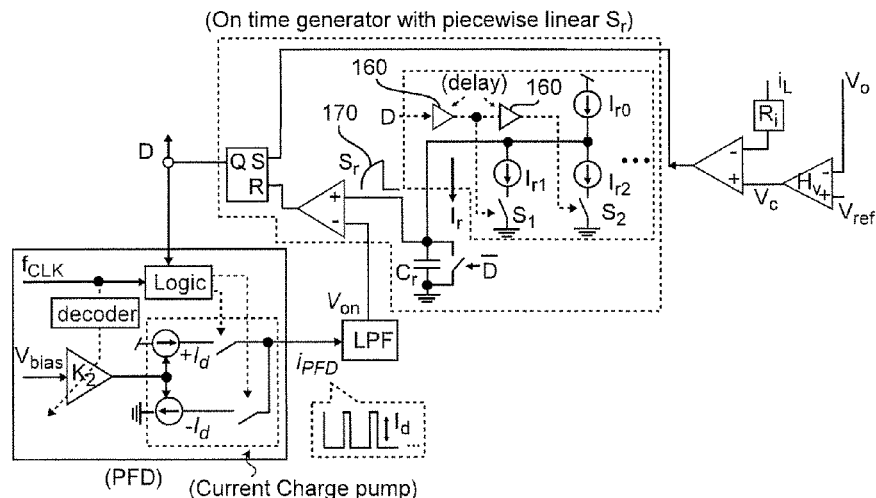 (On time generator with piecewise linear Sr)
160
(delay)
160
170
D
Ir0
iL
Vo
Ri
D
Q S
R
Sr
Ir1
Ir2
...
Ir
S1
S2
Hv
Vc
Vref
+
-
-
+
+
fCLK
Logic
Cr
D̅
decoder
Von
Vbias
K2
+Id
iPFD
LPF
-Id
Id
...
(PFD)
(Current Charge pump)